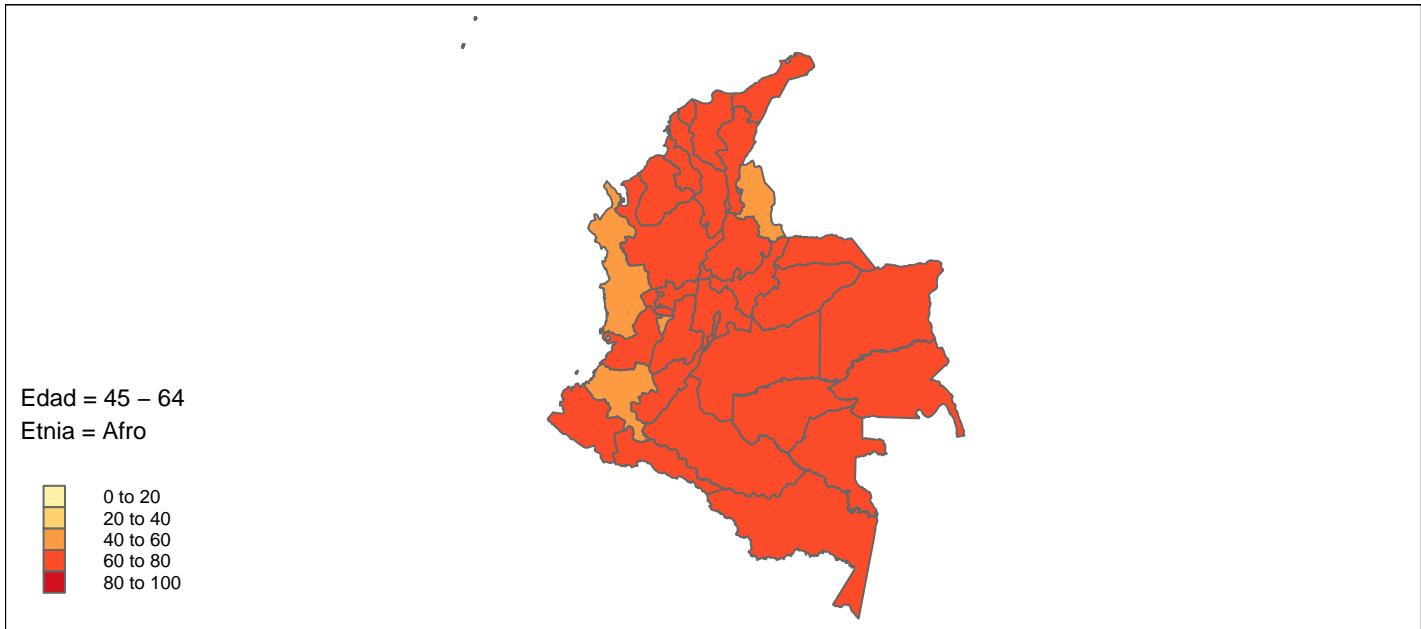 Edad = 45 – 64
Etnia = Afro
0 to 20
20 to 40
40 to 60
60 to 80
80 to 100